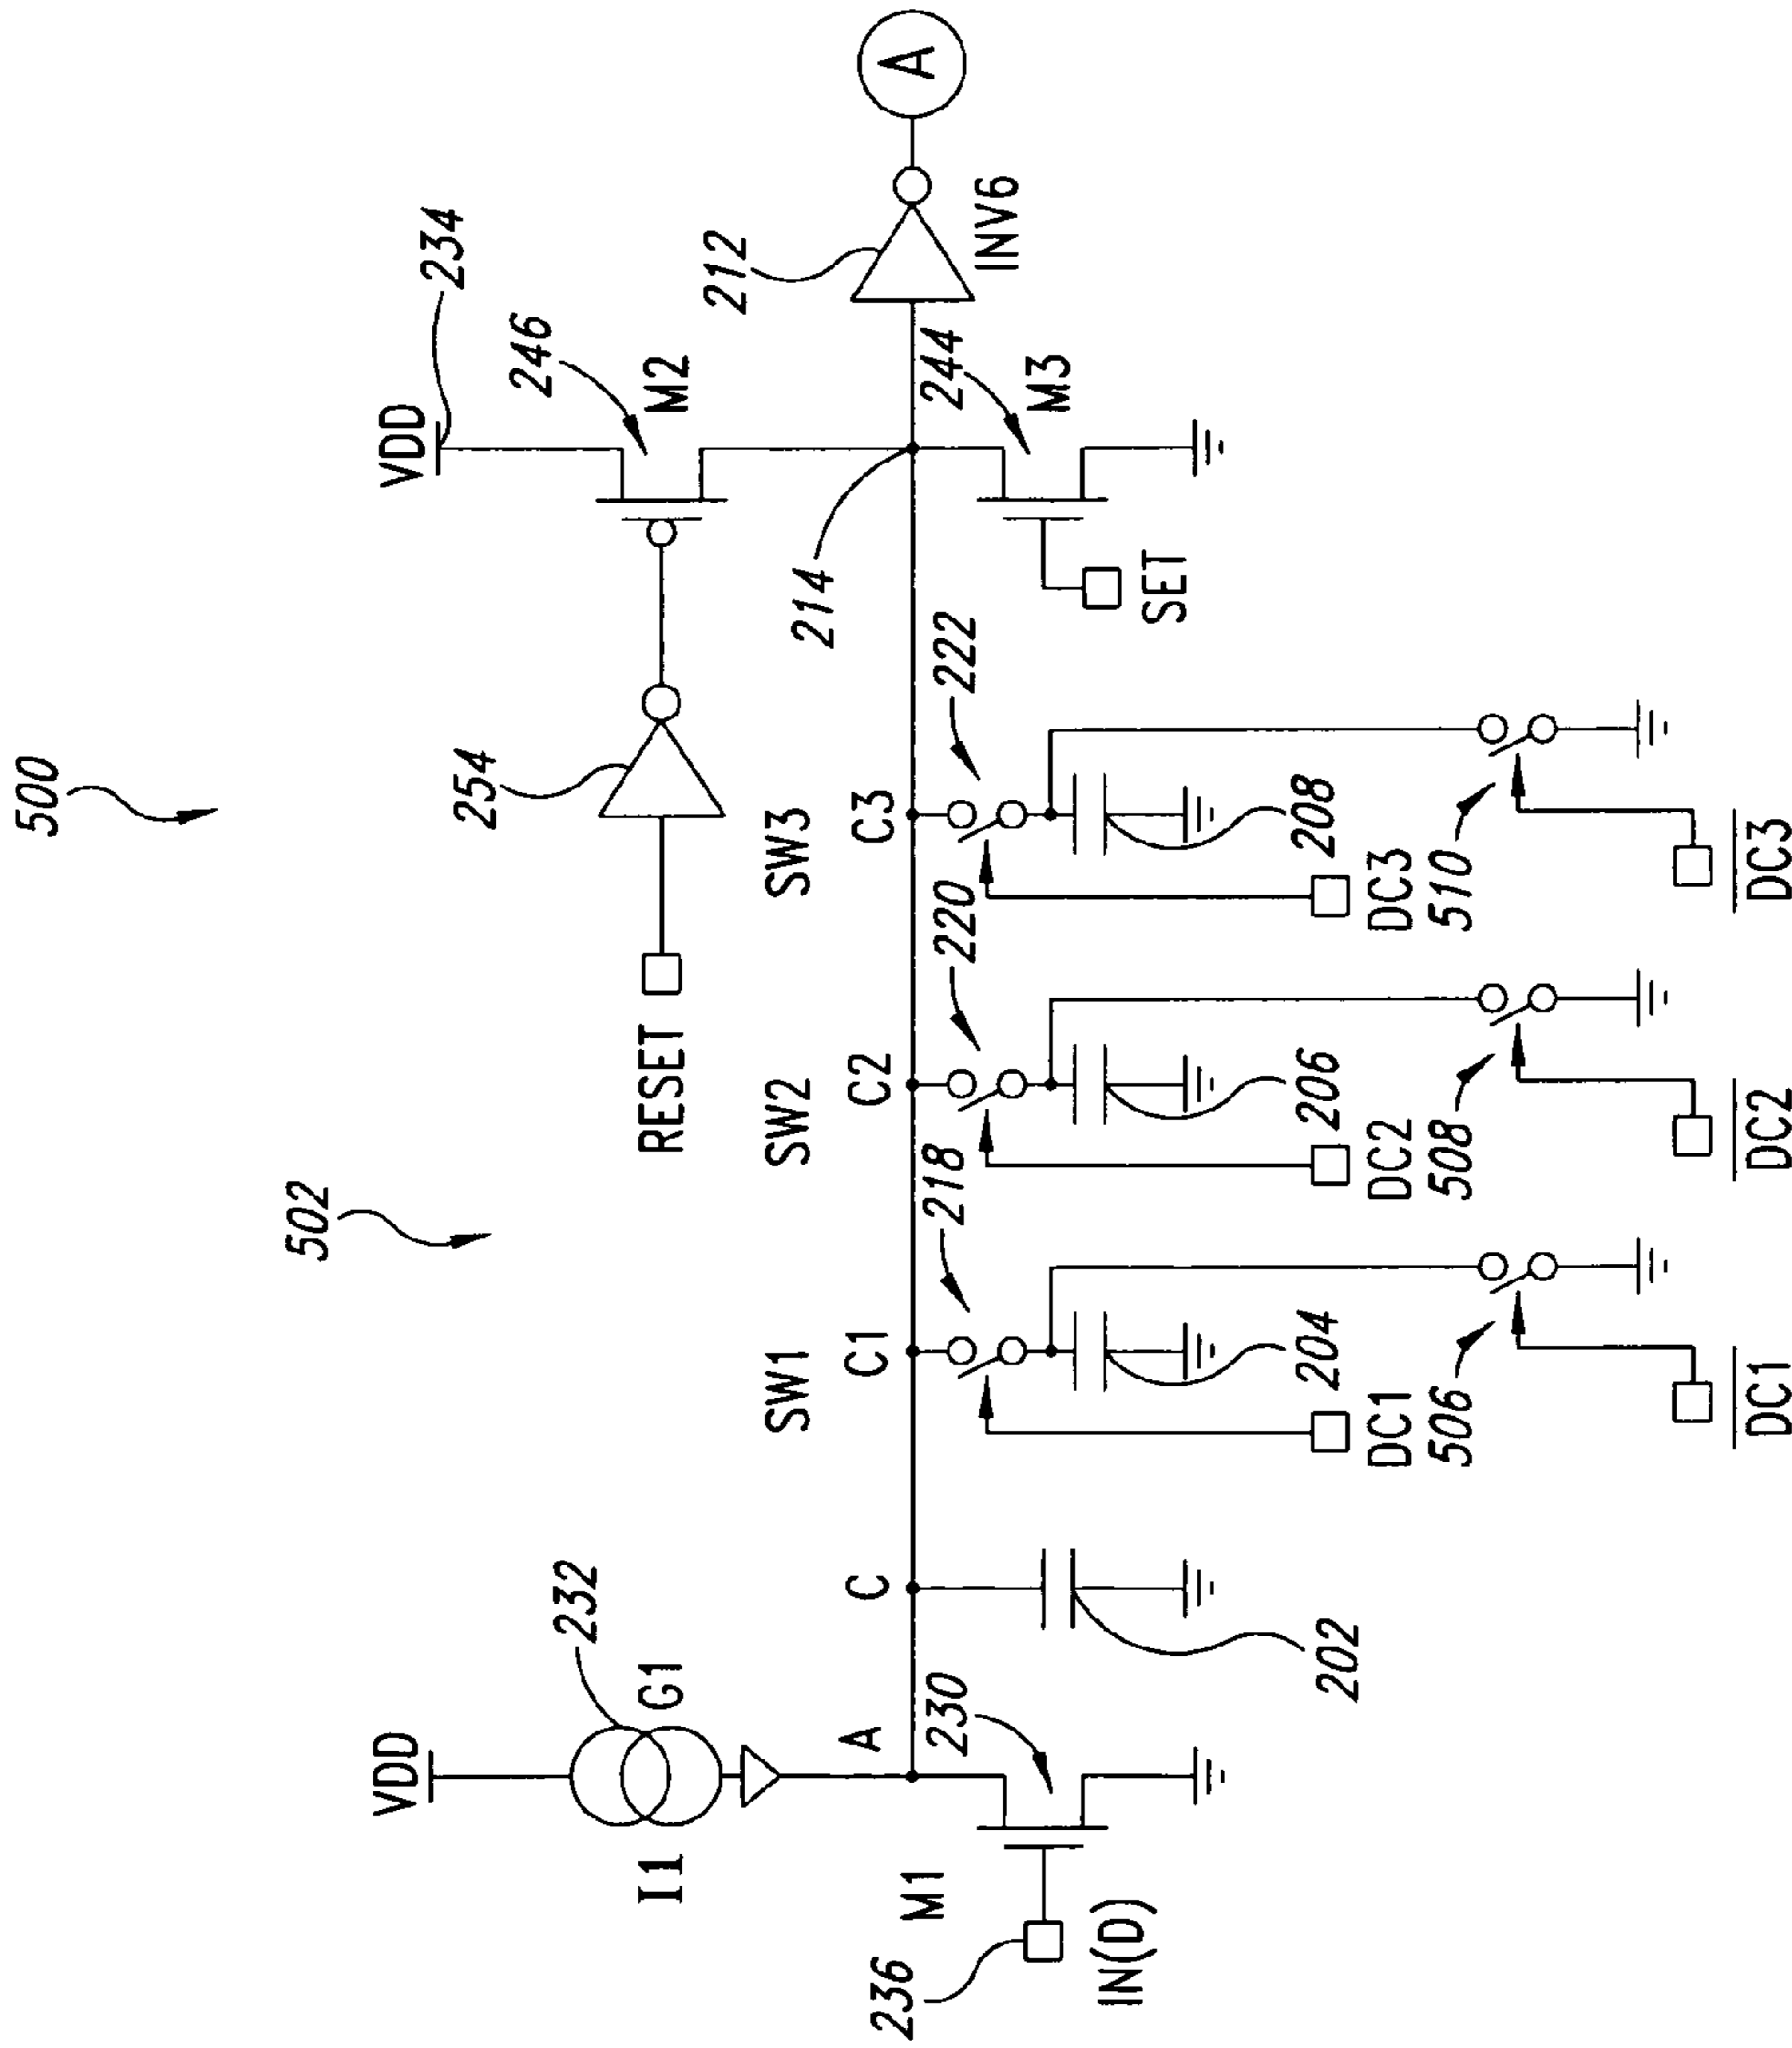 500
502
VDD
I1
G1
232
A
M1
236
IN(D)
230
C
202
SW1
C1
218
204
DC1
506
DC1
SW2
C2
220
206
DC2
508
DC2
SW3
C3
222
208
DC3
510
DC3
RESET
254
VDD
234
246
M2
214
244
M3
SET
212
INV6
A